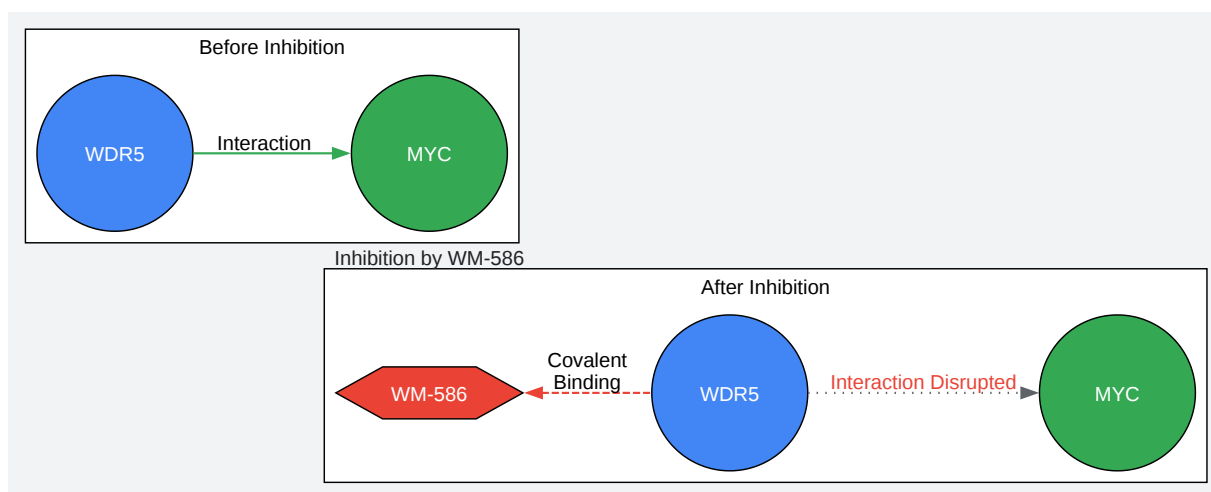 Before Inhibition
WDR5
Interaction
MYC
Inhibition by WM-586
After Inhibition
WM-586
Covalent
Binding
WDR5
Interaction Disrupted
MYC